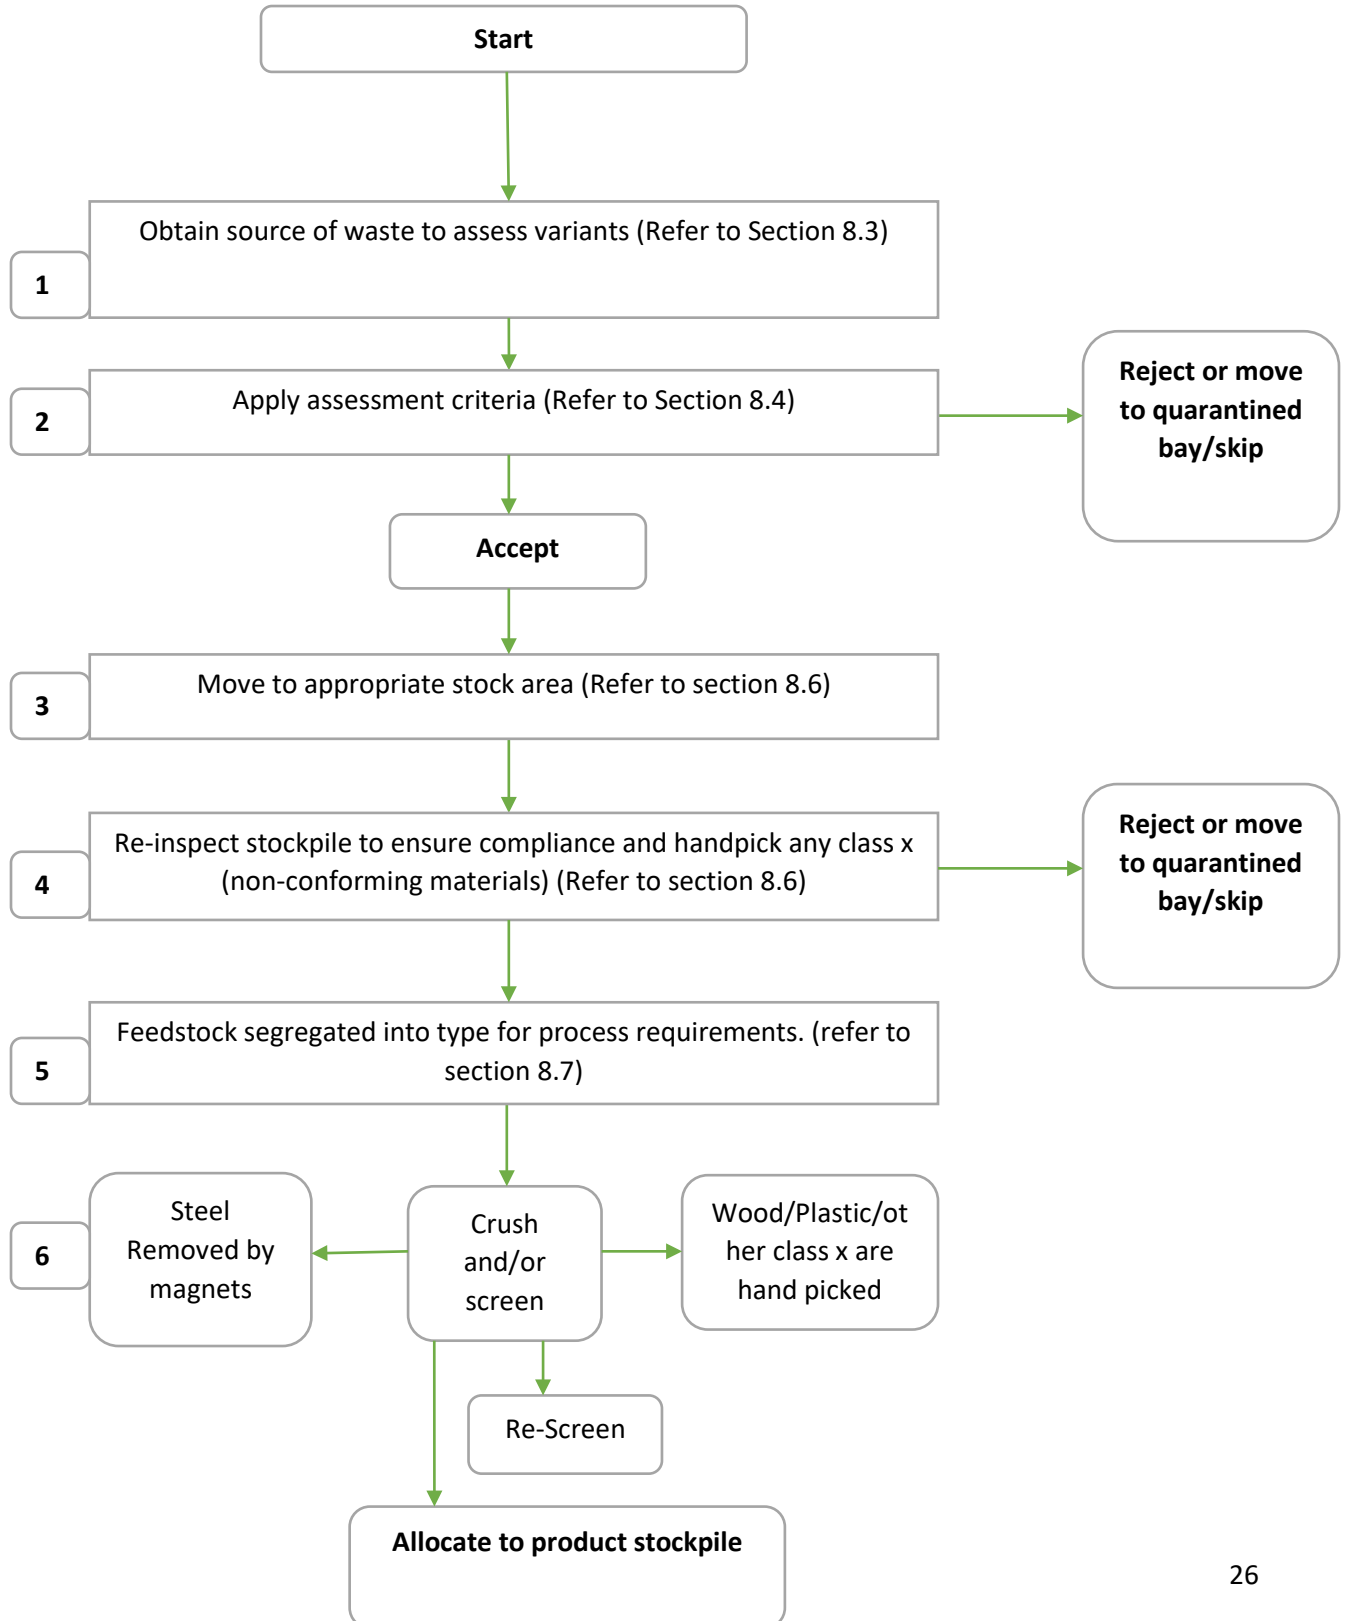 Start
Obtain source of waste to assess variants (Refer to Section 8.3)
1
Apply assessment criteria (Refer to Section 8.4)
2
Reject or move
to quarantined
bay/skip
Accept
Move to appropriate stock area (Refer to section 8.6)
3
Re-inspect stockpile to ensure compliance and handpick any class x
(non-conforming materials) (Refer to section 8.6)
4
Reject or move
to quarantined
bay/skip
Feedstock segregated into type for process requirements. (refer to
section 8.7)
5
6
Steel
Removed by
magnets
Crush
and/or
screen
Wood/Plastic/ot
her class x are
hand picked
Re-Screen
Allocate to product stockpile
26